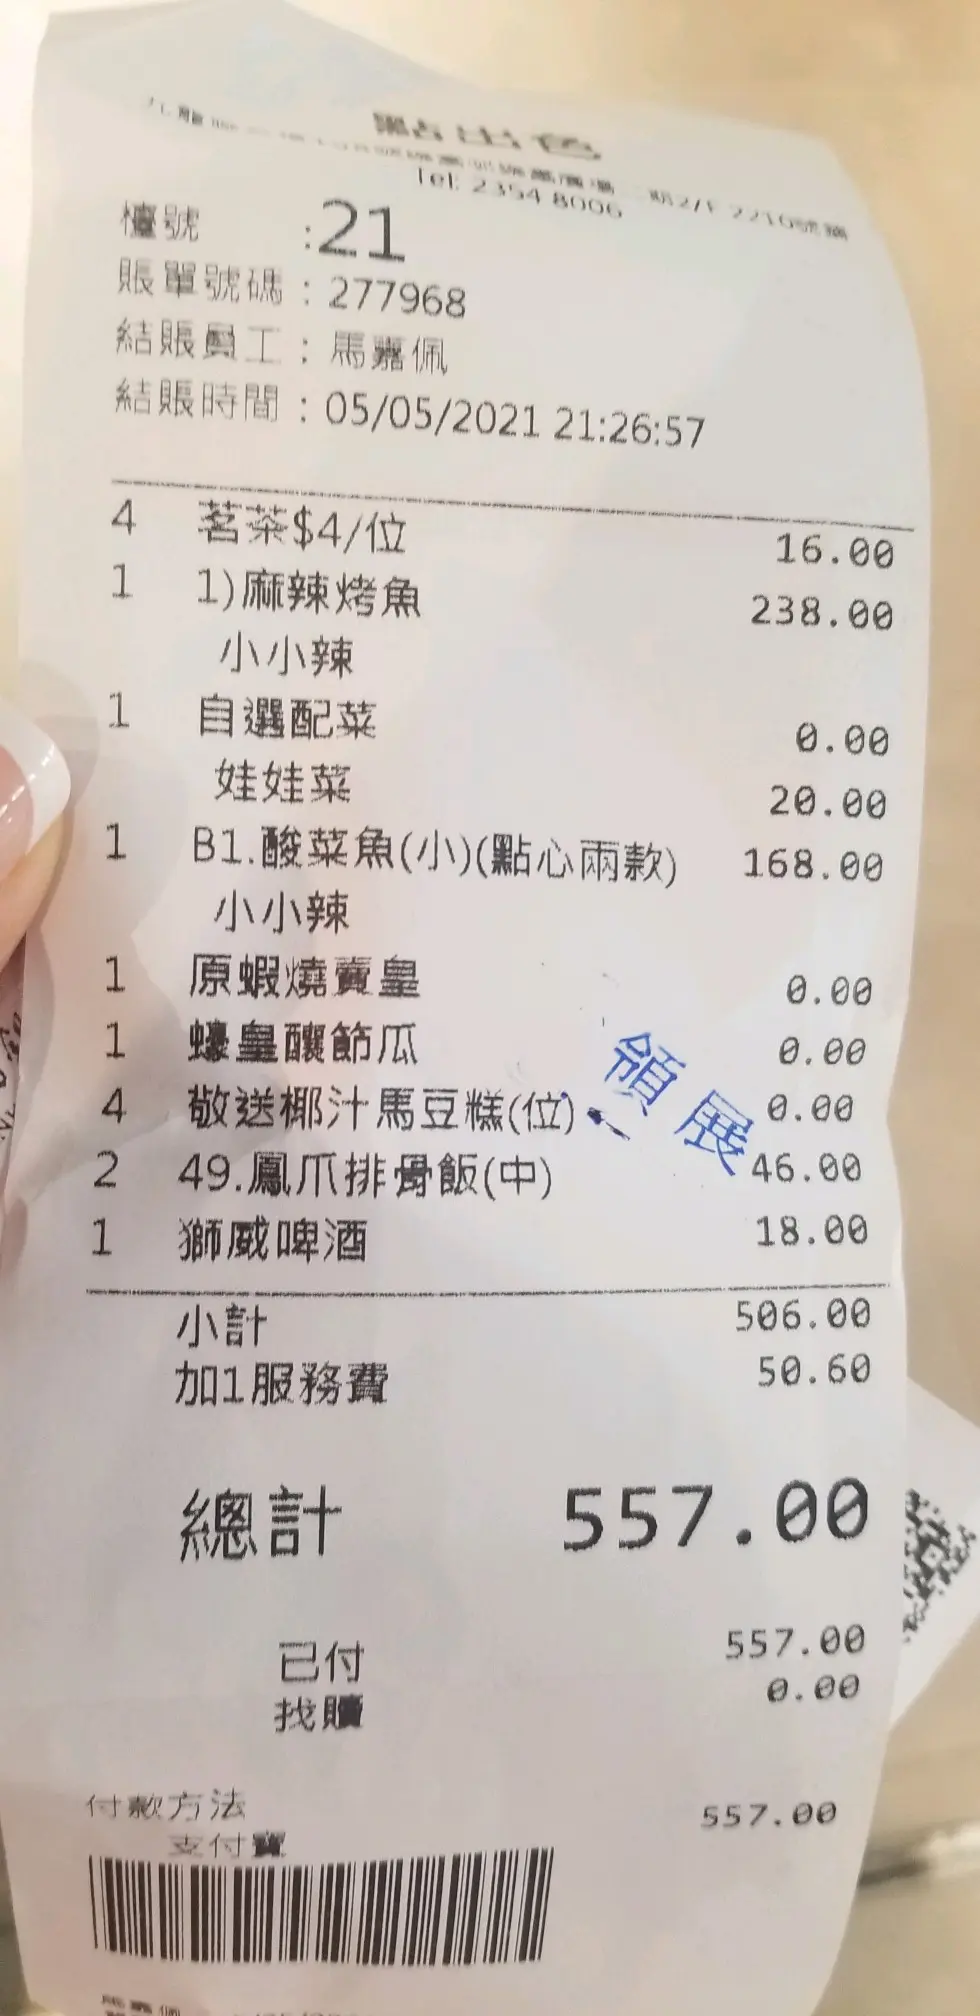 點出色
Tel: 2354 8006
檯號 :21
賬單號碼 : 277968
結賬員工 : 馬嘉佩
結賬時間 : 05/05/2021 21:26:57
4 茗茶$4/位 16.00
1 1)麻辣烤魚 238.00
小小辣
1 自選配菜 0.00
娃娃菜 20.00
1 B1.酸菜魚(小)(點心兩款) 168.00
小小辣
1 原蝦燒賣皇 0.00
1 蠔皇釀節瓜 0.00
4 敬送椰汁馬豆糕(位) 0.00
2 49.鳳爪排骨飯(中) 46.00
1 獅威啤酒 18.00
領展
小計 506.00
加1服務費 50.60
總計 557.00
已付 557.00
找贖 0.00
付款方法 557.00
支付寶